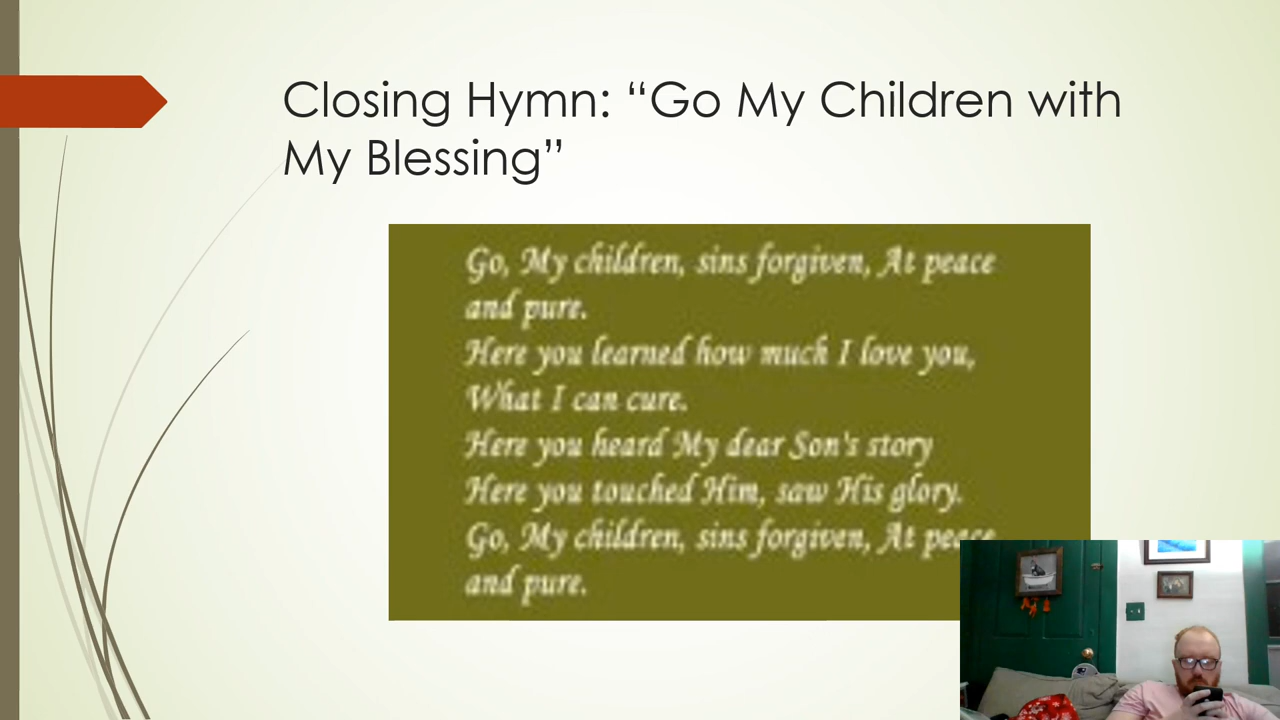 Closing Hymn: “Go My Children with
My Blessing”
Go, My children, sins forgiven, At peace
and pure.
Here you learned how much I love you,
What I can cure.
Here you heard My dear Son's story
Here you touched Him, saw His glory.
Go, My children, sins forgiven, At peace
and pure.